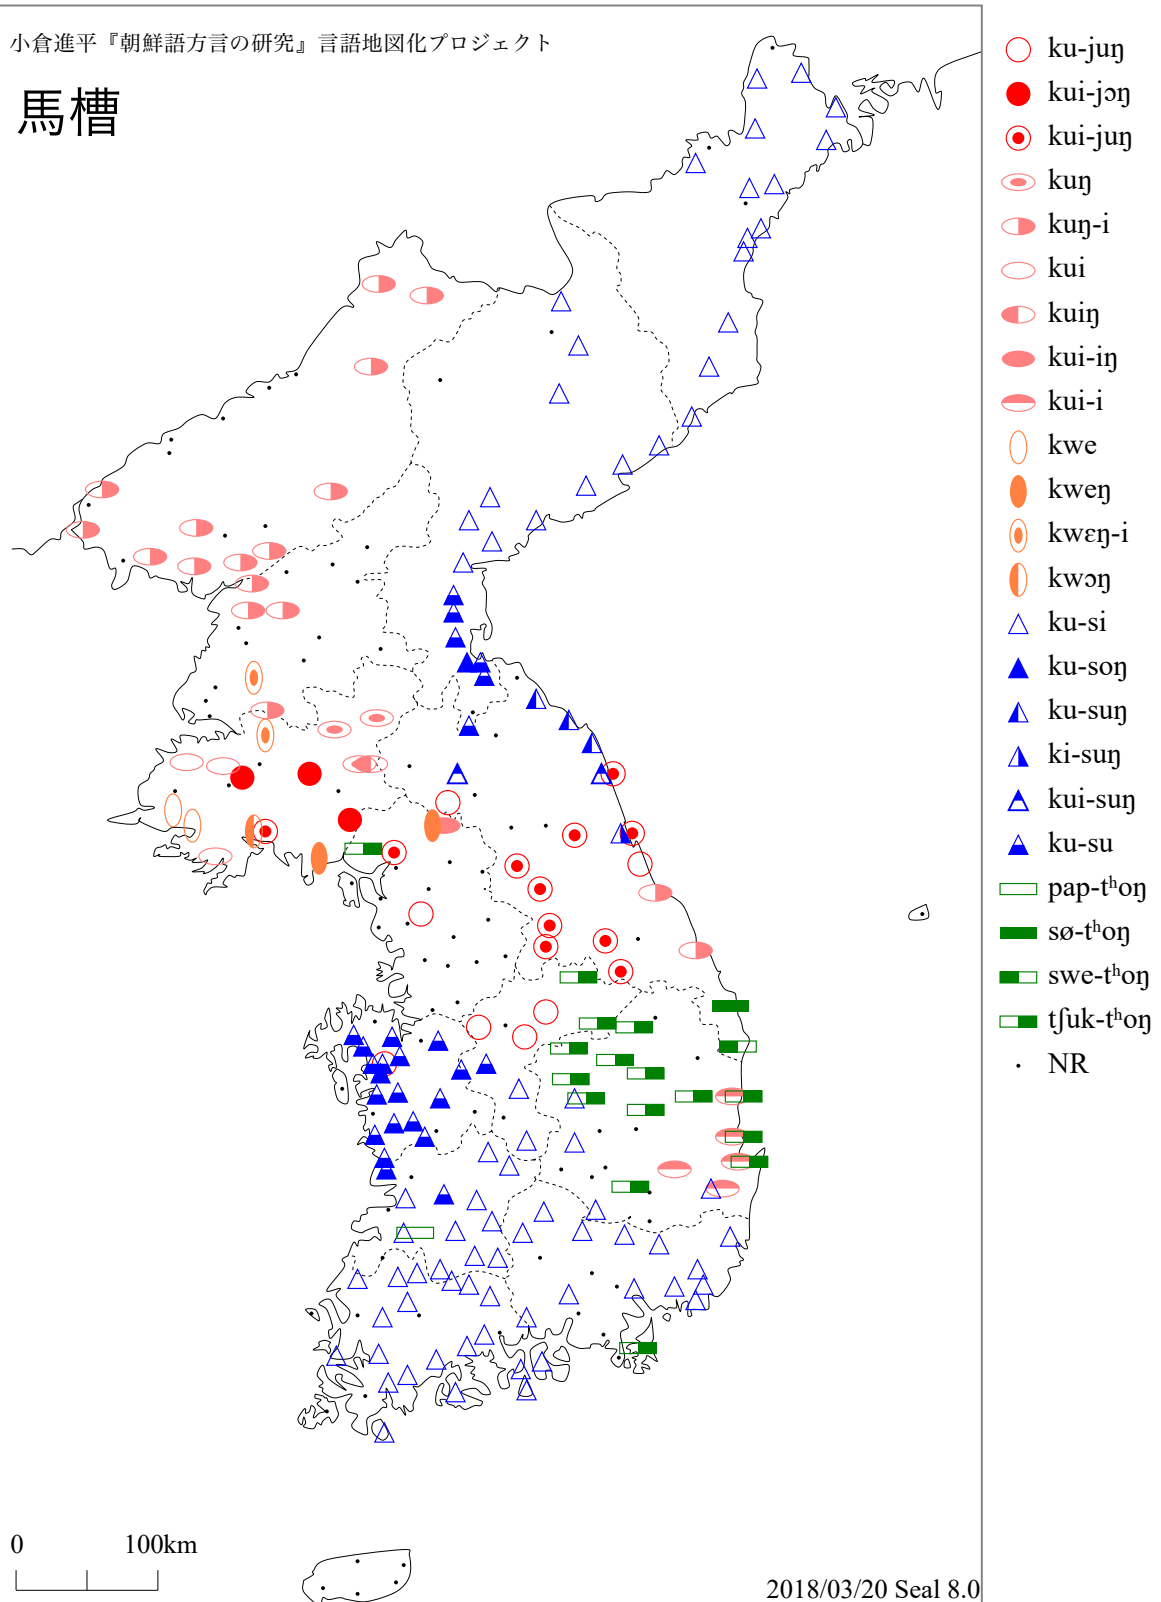 小倉進平『朝鮮語方言の研究』言語地図化プロジェクト
馬槽
ku-juŋ
kui-jɔŋ
kui-juŋ
kuŋ
kuŋ-i
kui
kuiŋ
kui-iŋ
kui-i
kwe
kweŋ
kwɛŋ-i
kwɔŋ
ku-si
ku-soŋ
ku-suŋ
ki-suŋ
kui-suŋ
ku-su
pap-tʰoŋ
sø-tʰoŋ
swe-tʰoŋ
tʃuk-tʰoŋ
NR
0 100km
2018/03/20 Seal 8.0